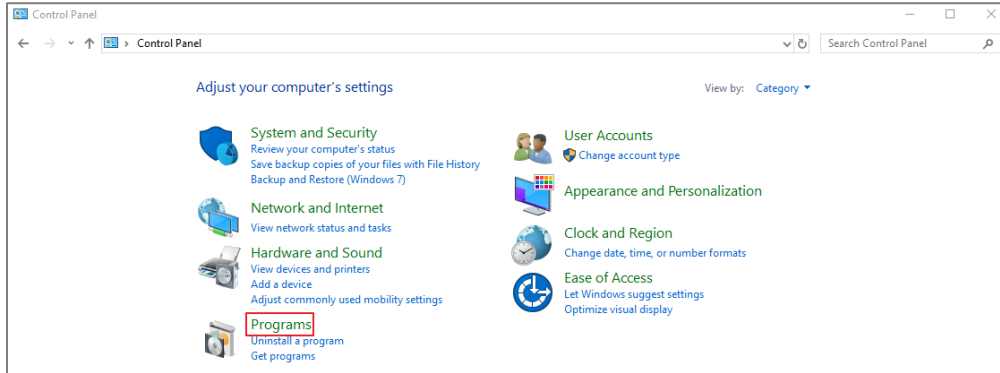 Control Panel
Control Panel
Search Control Panel
Adjust your computer's settings
View by: Category
System and Security
Review your computer's status
Save backup copies of your files with File History
Backup and Restore (Windows 7)
Network and Internet
View network status and tasks
Hardware and Sound
View devices and printers
Add a device
Adjust commonly used mobility settings
Programs
Uninstall a program
Get programs
User Accounts
Change account type
Appearance and Personalization
Clock and Region
Change date, time, or number formats
Ease of Access
Let Windows suggest settings
Optimize visual display